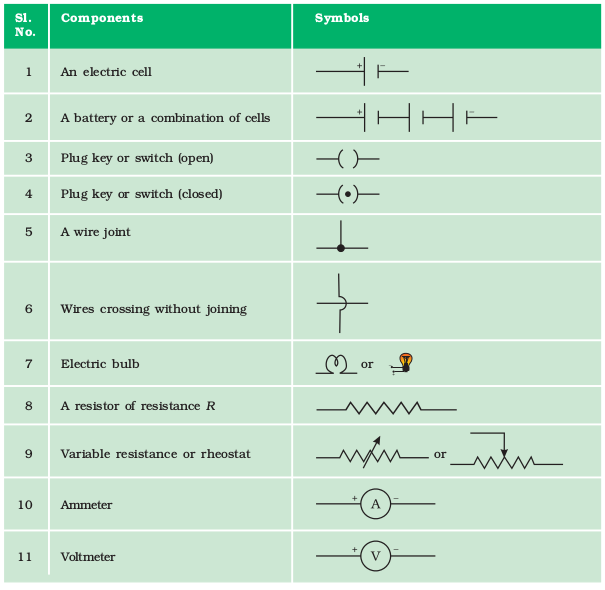 Sl. No. Components Symbols
1 An electric cell + −
2 A battery or a combination of cells + −
3 Plug key or switch (open)
4 Plug key or switch (closed)
5 A wire joint
6 Wires crossing without joining
7 Electric bulb or
8 A resistor of resistance R
9 Variable resistance or rheostat or
10 Ammeter + A −
11 Voltmeter + V −